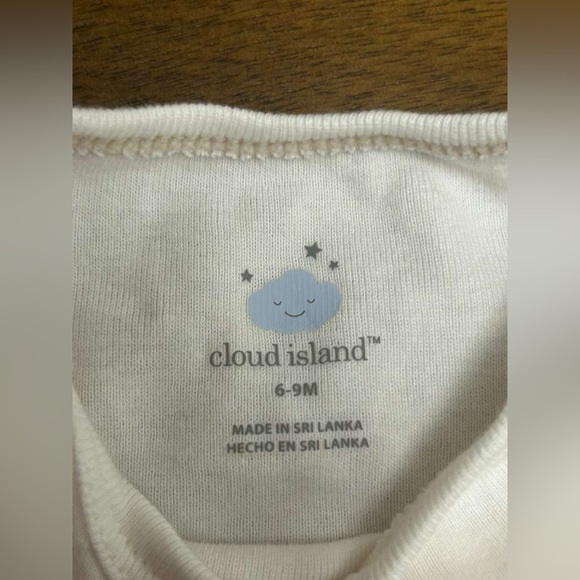 cloud island™
6-9M
MADE IN SRI LANKA
HECHO EN SRI LANKA